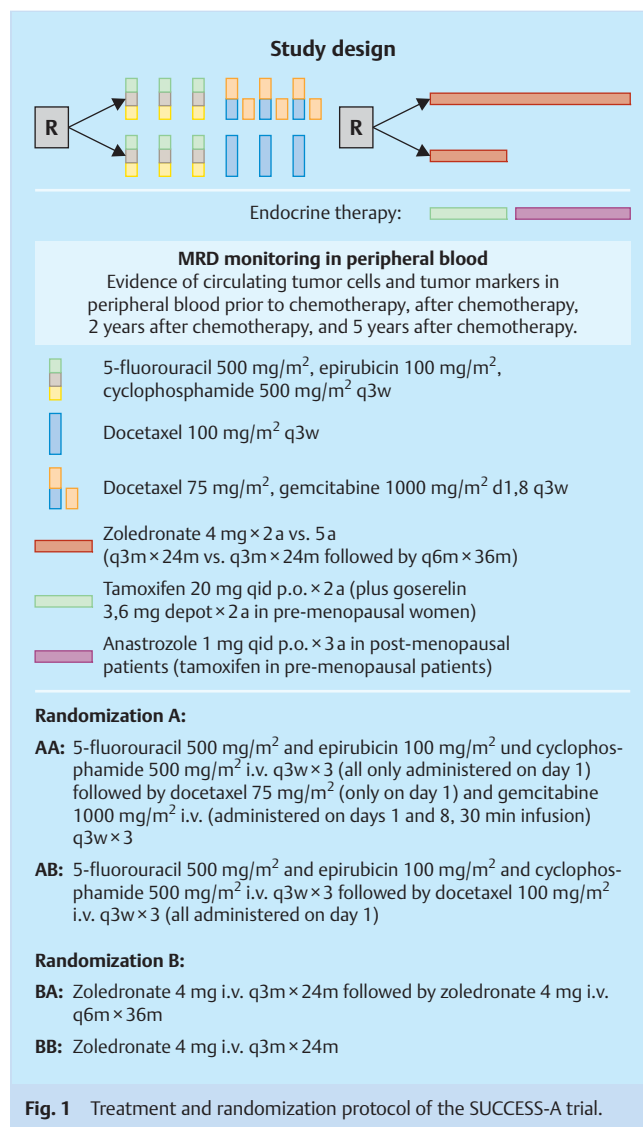 Study design
R
R
Endocrine therapy:
MRD monitoring in peripheral blood
Evidence of circulating tumor cells and tumor markers in
peripheral blood prior to chemotherapy, after chemotherapy,
2 years after chemotherapy, and 5 years after chemotherapy.
5-fluorouracil 500 mg/m², epirubicin 100 mg/m²,
cyclophosphamide 500 mg/m² q3w
Docetaxel 100 mg/m² q3w
Docetaxel 75 mg/m², gemcitabine 1000 mg/m² d1,8 q3w
Zoledronate 4 mg × 2 a vs. 5 a
(q3m × 24m vs. q3m × 24m followed by q6m × 36m)
Tamoxifen 20 mg qid p.o. × 2 a (plus goserelin
3,6 mg depot × 2 a in pre-menopausal women)
Anastrozole 1 mg qid p.o. × 3 a in post-menopausal
patients (tamoxifen in pre-menopausal patients)
Randomization A:
AA: 5-fluorouracil 500 mg/m² and epirubicin 100 mg/m² und cyclophos-
phamide 500 mg/m² i.v. q3w × 3 (all only administered on day 1)
followed by docetaxel 75 mg/m² (only on day 1) and gemcitabine
1000 mg/m² i.v. (administered on days 1 and 8, 30 min infusion)
q3w × 3
AB: 5-fluorouracil 500 mg/m² and epirubicin 100 mg/m² and cyclophos-
phamide 500 mg/m² i.v. q3w × 3 followed by docetaxel 100 mg/m²
i.v. q3w × 3 (all administered on day 1)
Randomization B:
BA: Zoledronate 4 mg i.v. q3m × 24m followed by zoledronate 4 mg i.v.
q6m × 36m
BB: Zoledronate 4 mg i.v. q3m × 24m
Fig. 1 Treatment and randomization protocol of the SUCCESS-A trial.